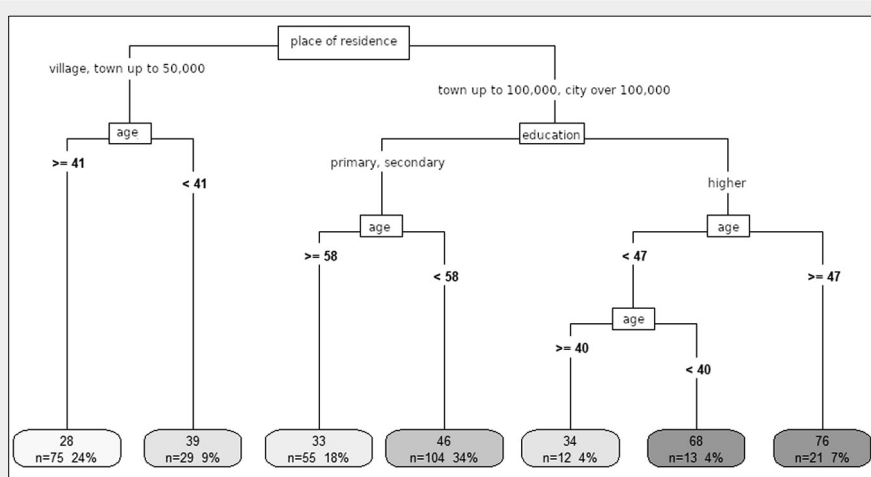 place of residence
village, town up to 50,000
town up to 100,000, city over 100,000
age
education
>= 41
< 41
primary, secondary
higher
age
age
>= 58
< 58
< 47
>= 47
age
>= 40
< 40
28
n=75 24%
39
n=29 9%
33
n=55 18%
46
n=104 34%
34
n=12 4%
68
n=13 4%
76
n=21 7%